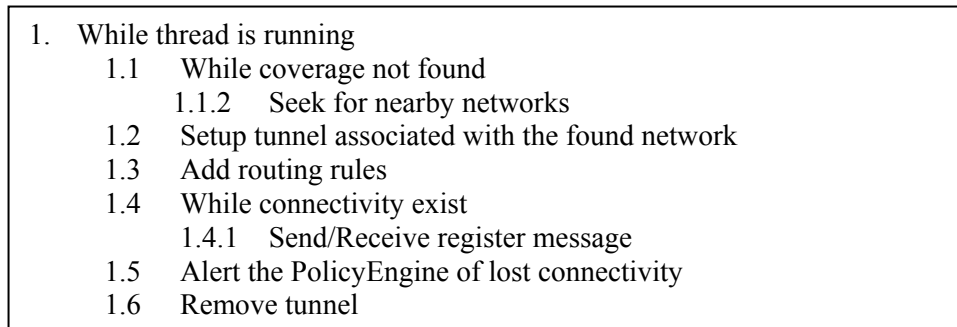 1. While thread is running
1.1 While coverage not found
1.1.2 Seek for nearby networks
1.2 Setup tunnel associated with the found network
1.3 Add routing rules
1.4 While connectivity exist
1.4.1 Send/Receive register message
1.5 Alert the PolicyEngine of lost connectivity
1.6 Remove tunnel